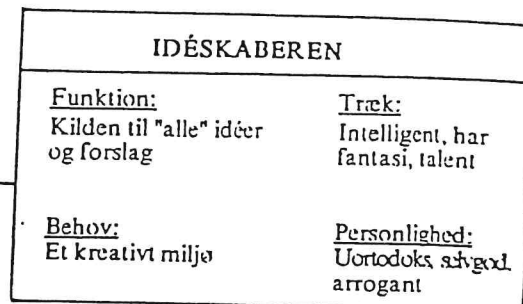 IDÉSKABEREN
Funktion:
Kilden til "alle" idéer
og forslag
Træk:
Intelligent, har
fantasi, talent
Behov:
Et kreativt miljø
Personlighed:
Uortodoks, selvgod,
arrogant